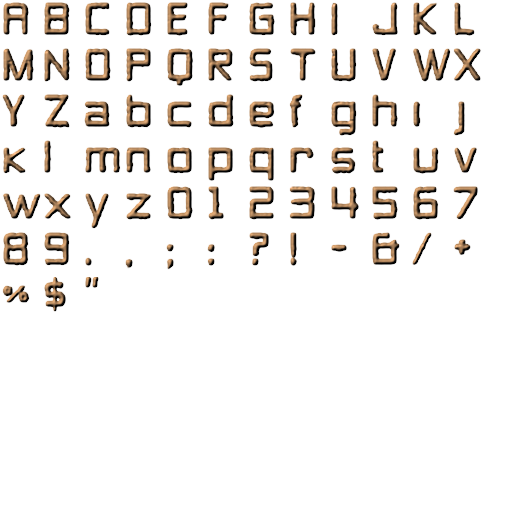 A B C D E F G H I J K L
M N O P Q R S T U V W X
Y Z a b c d e f g h ı j
k l m n o p q r s t u v
w x y z 0 1 2 3 4 5 6 7
8 9 . . ; : ? ! - & / +
% $ "